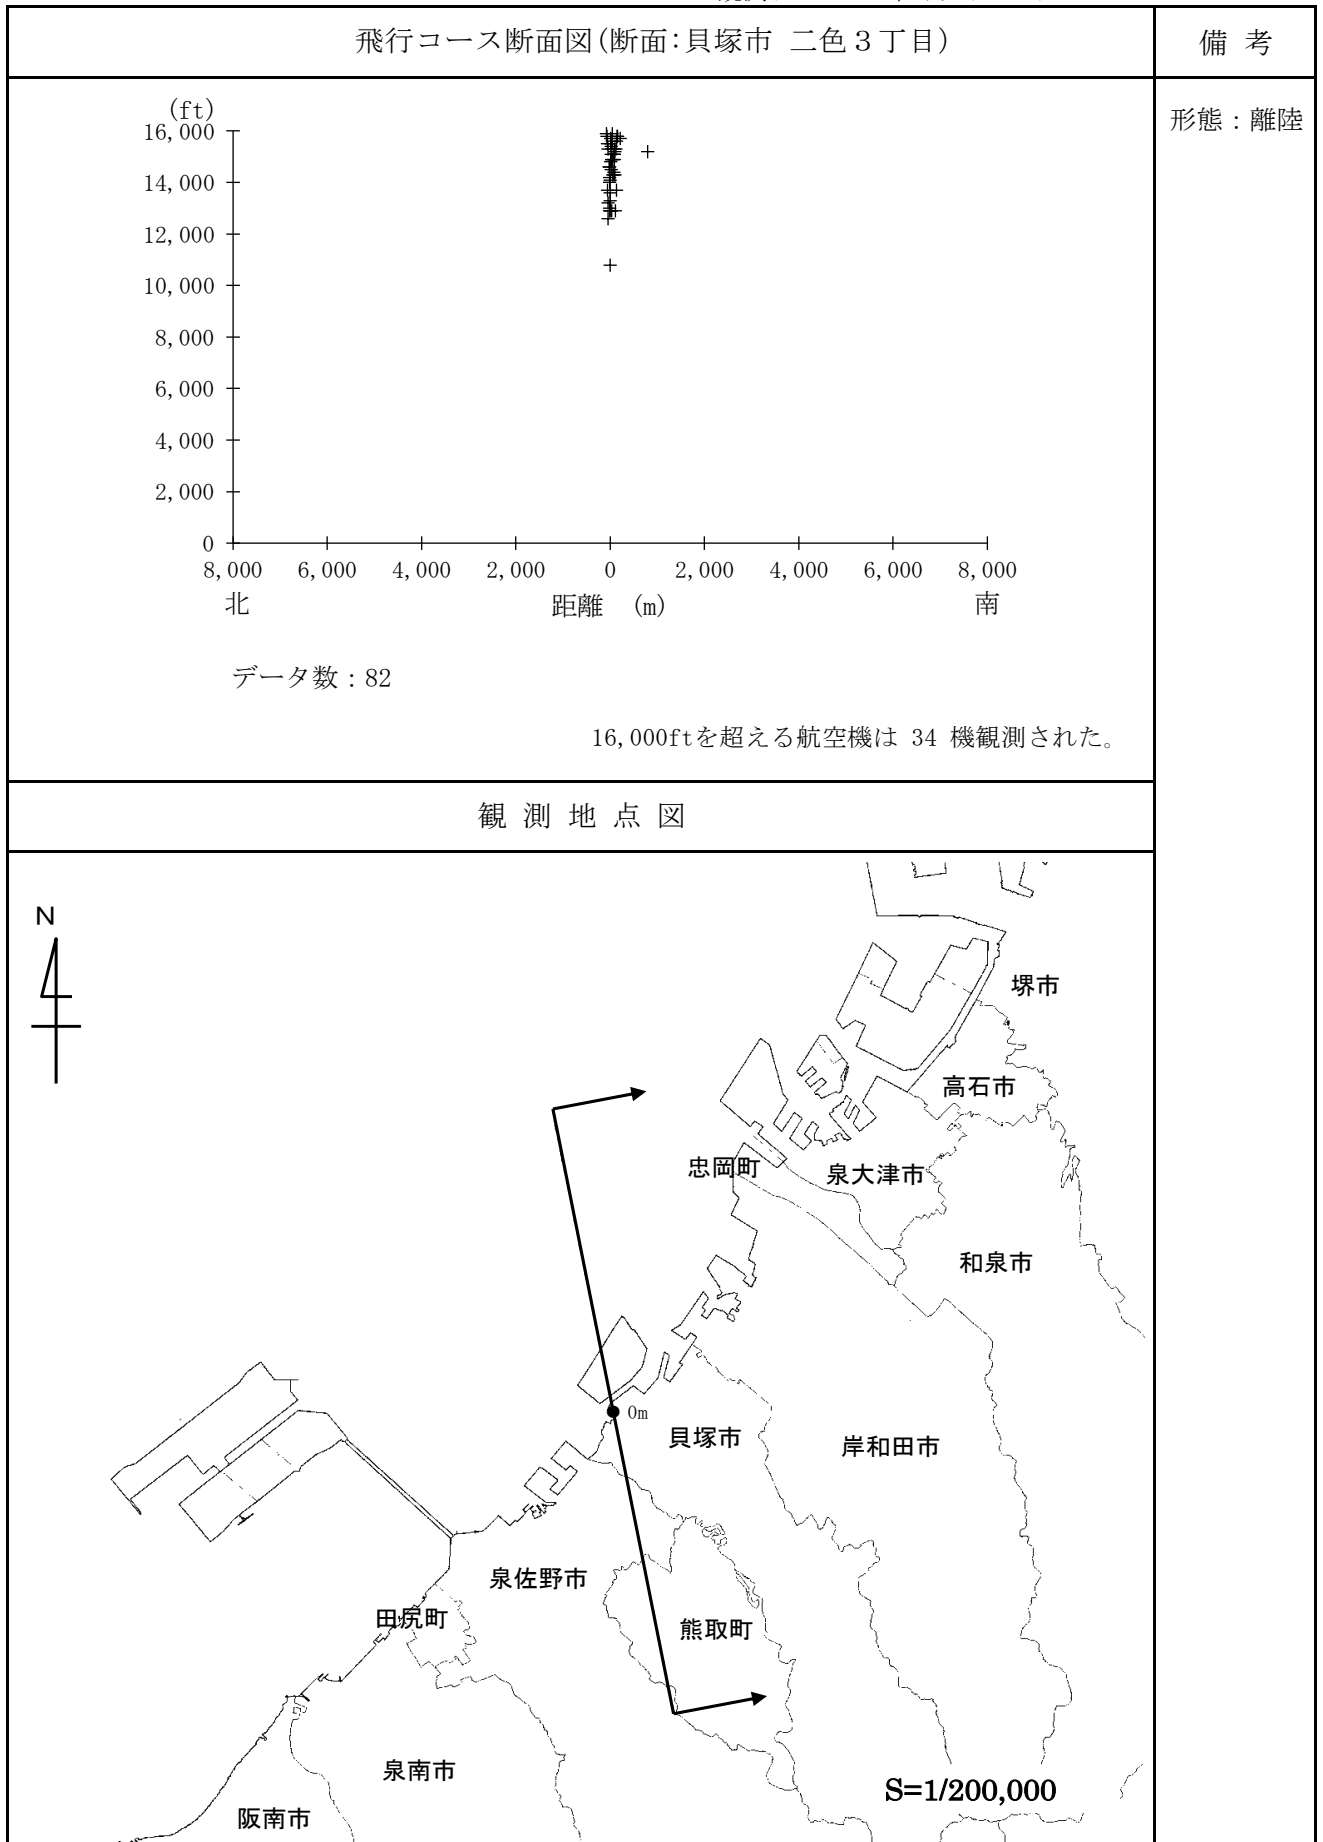 飛行コース断面図(断面:貝塚市 二色３丁目)
備 考
形態：離陸
(ft)
16,000
14,000
12,000
10,000
8,000
6,000
4,000
2,000
0
8,000 6,000 4,000 2,000 0 2,000 4,000 6,000 8,000
北 距離 (m) 南
データ数：82
16,000ftを超える航空機は 34 機観測された。
観 測 地 点 図
N
堺市
高石市
忠岡町
泉大津市
和泉市
0m
貝塚市
岸和田市
泉佐野市
田尻町
熊取町
泉南市
S=1/200,000
阪南市